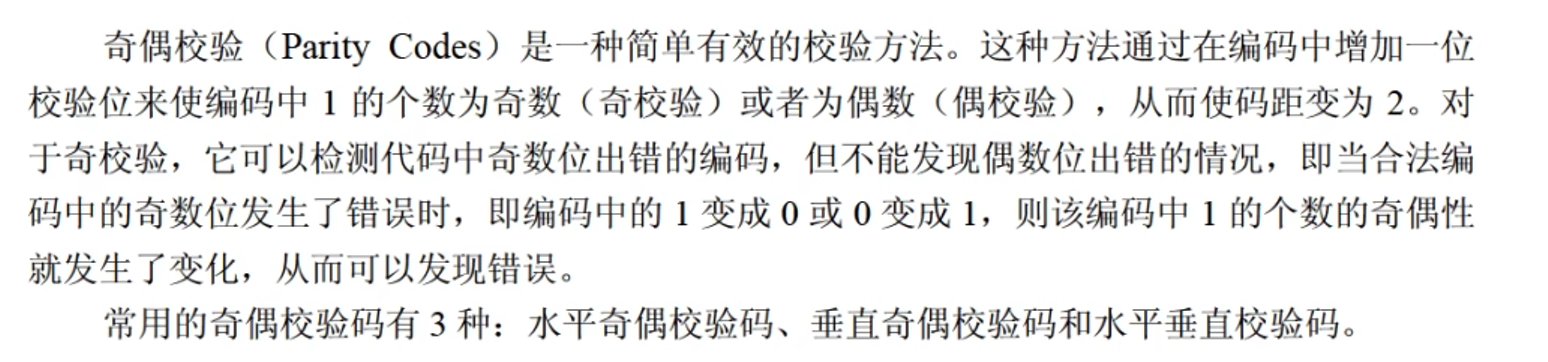 奇偶校验（Parity Codes）是一种简单有效的校验方法。这种方法通过在编码中增加一位
校验位来使编码中 1 的个数为奇数（奇校验）或者为偶数（偶校验），从而使码距变为 2。对
于奇校验，它可以检测代码中奇数位出错的编码，但不能发现偶数位出错的情况，即当合法编
码中的奇数位发生了错误时，即编码中的 1 变成 0 或 0 变成 1，则该编码中 1 的个数的奇偶性
就发生了变化，从而可以发现错误。
常用的奇偶校验码有 3 种：水平奇偶校验码、垂直奇偶校验码和水平垂直校验码。